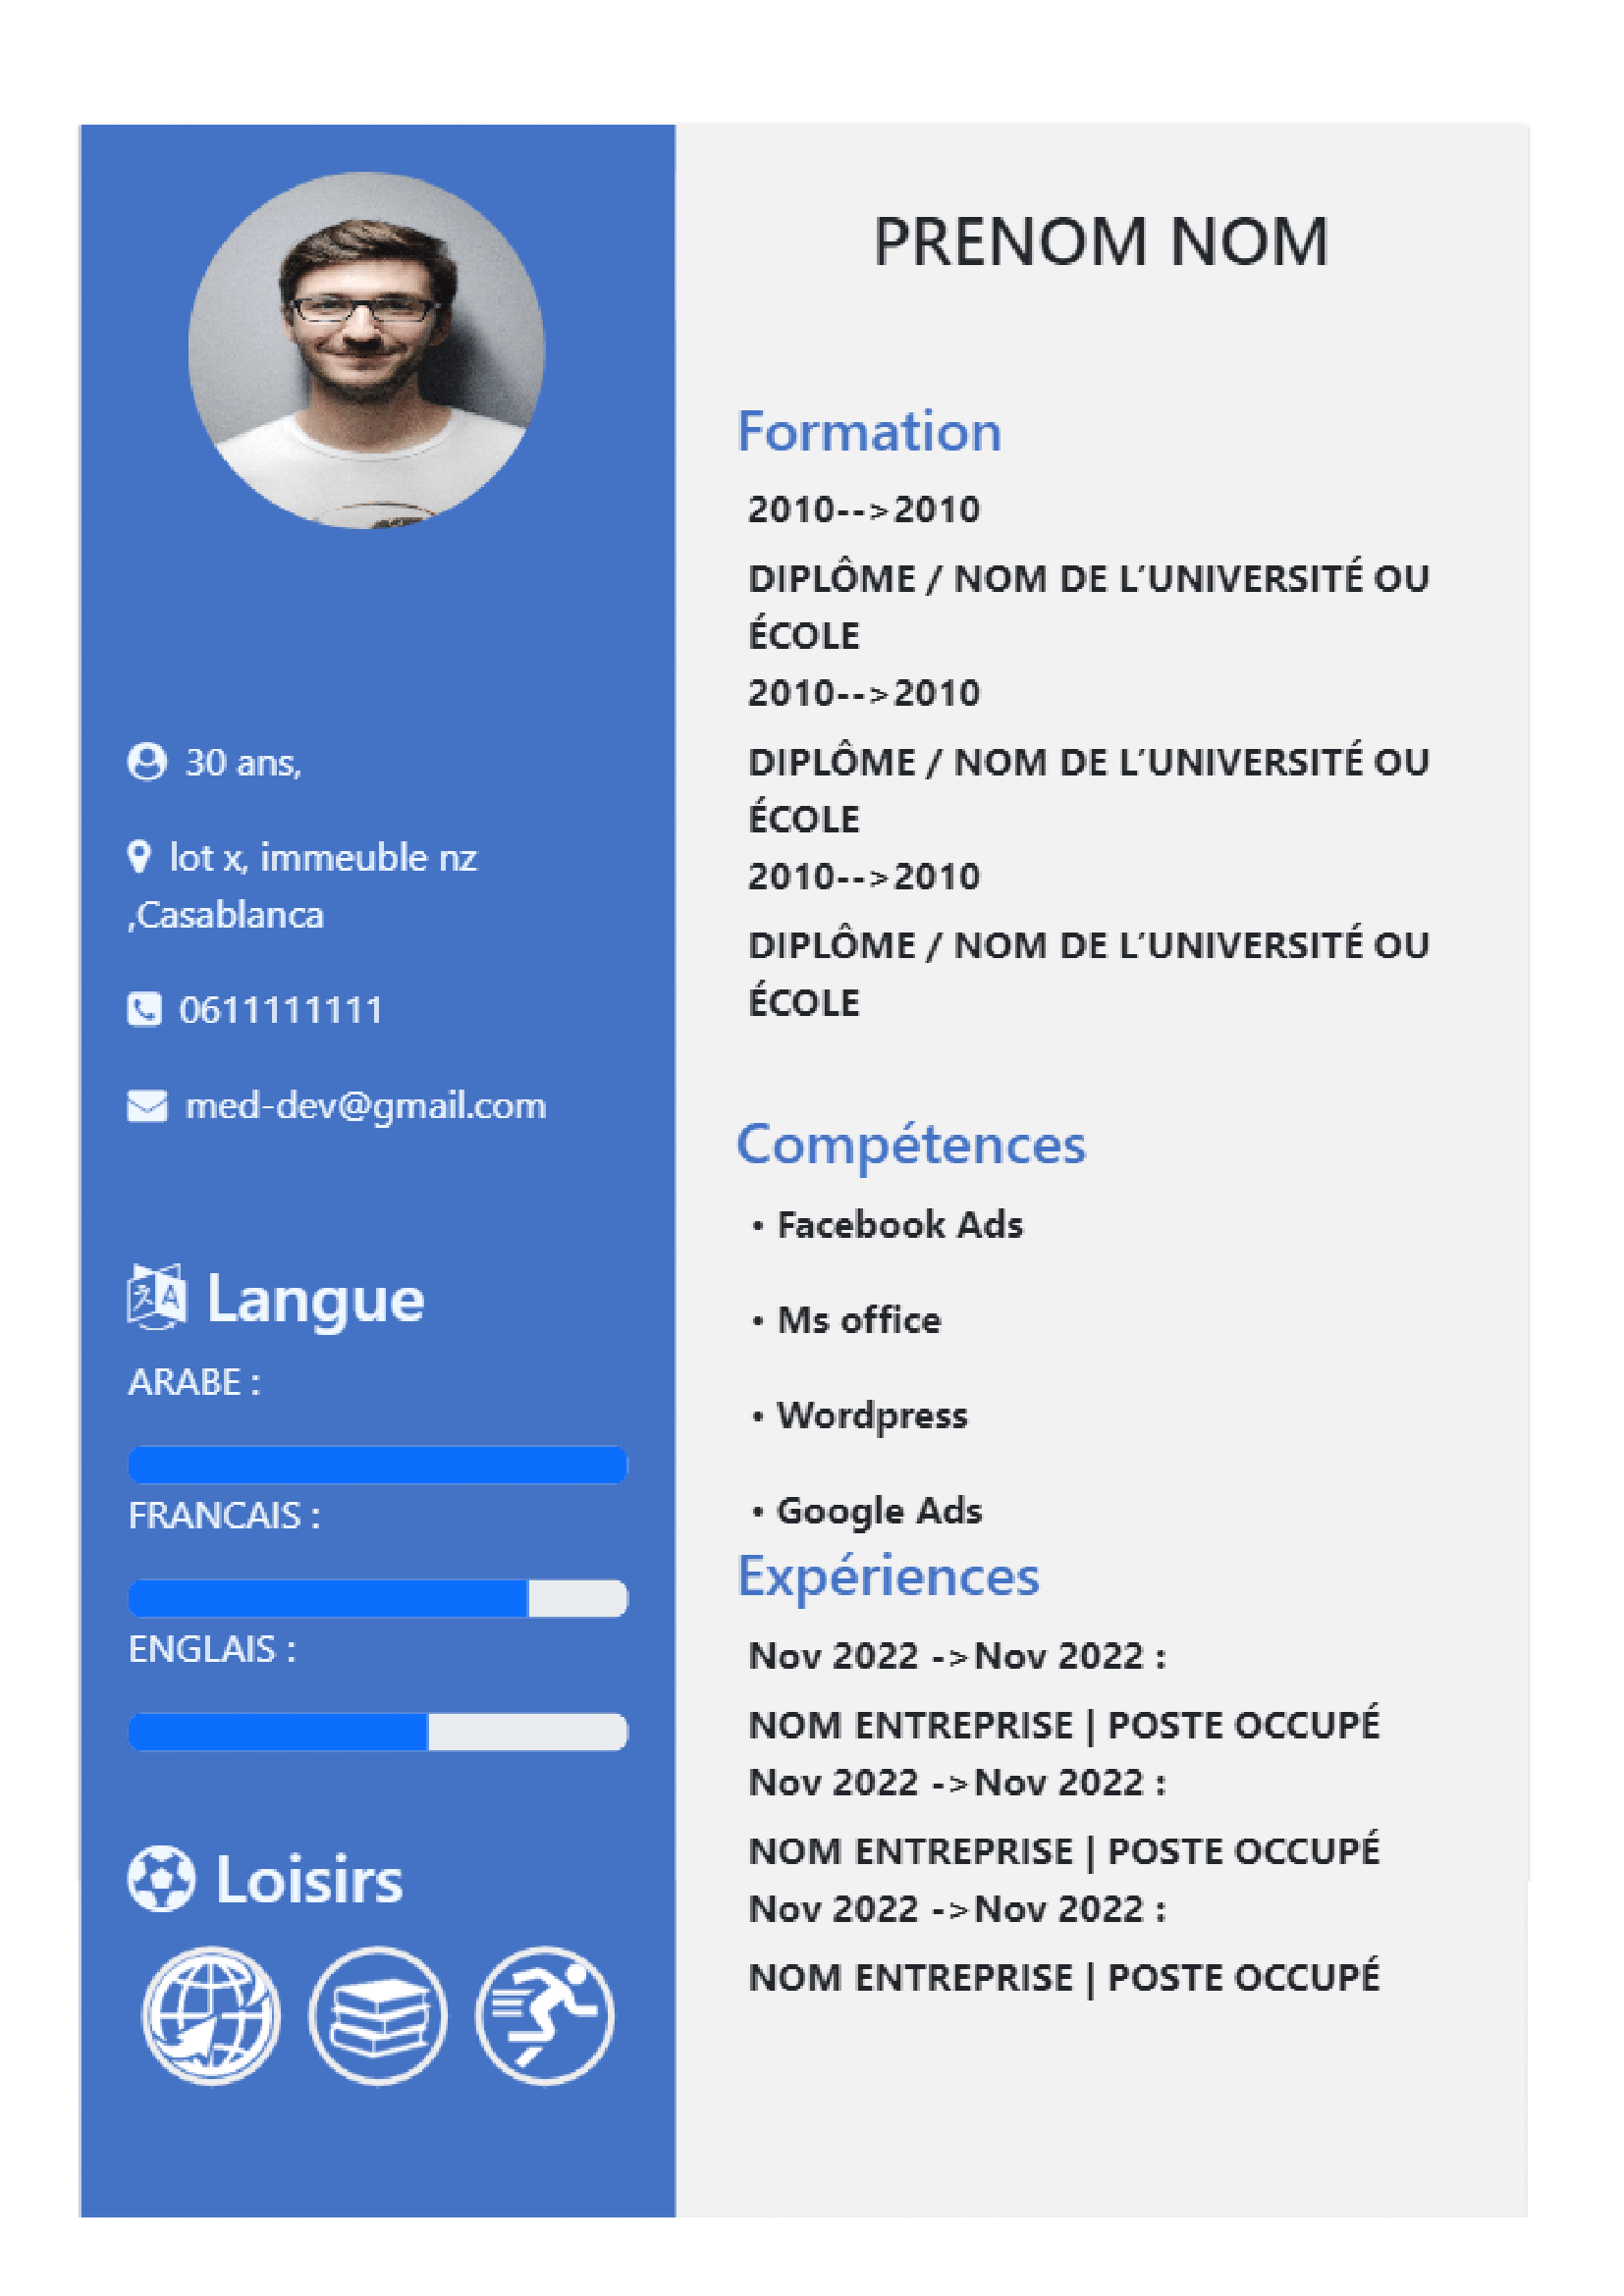 30 ans,
lot x, immeuble nz
,Casablanca
0611111111
med-dev@gmail.com
Langue
ARABE :
FRANCAIS :
ENGLAIS :
Loisirs
PRENOM NOM
Formation
2010-->2010
DIPLÔME / NOM DE L’UNIVERSITÉ OU
ÉCOLE
2010-->2010
DIPLÔME / NOM DE L’UNIVERSITÉ OU
ÉCOLE
2010-->2010
DIPLÔME / NOM DE L’UNIVERSITÉ OU
ÉCOLE
Compétences
• Facebook Ads
• Ms office
• Wordpress
• Google Ads
Expériences
Nov 2022 ->Nov 2022 :
NOM ENTREPRISE | POSTE OCCUPÉ
Nov 2022 ->Nov 2022 :
NOM ENTREPRISE | POSTE OCCUPÉ
Nov 2022 ->Nov 2022 :
NOM ENTREPRISE | POSTE OCCUPÉ